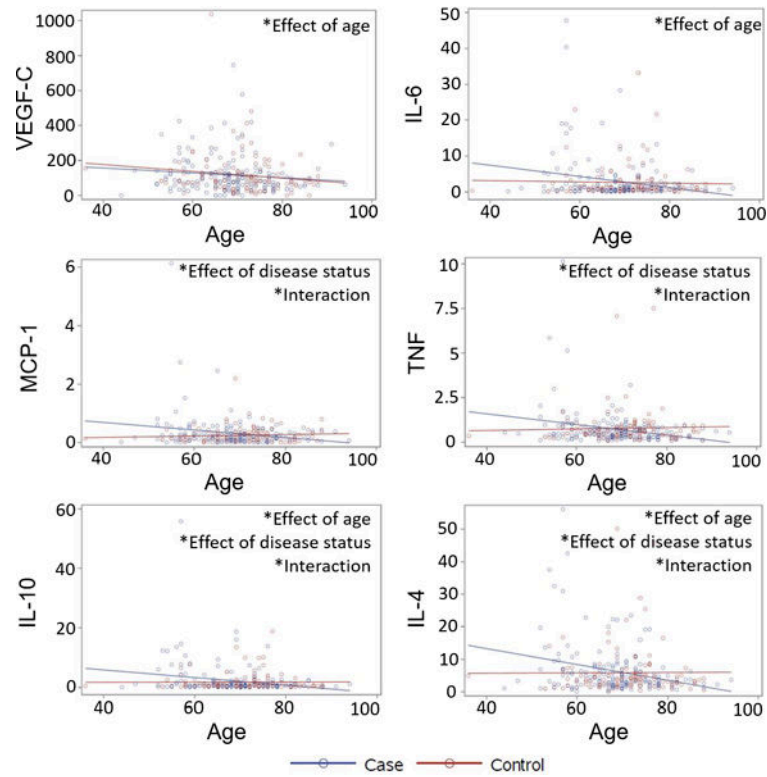 1000
800
600
400
200
0
VEGF-C
*Effect of age
40 60 80 100
Age
50
40
30
20
10
0
IL-6
*Effect of age
40 60 80 100
Age
6
4
2
0
MCP-1
*Effect of disease status
*Interaction
40 60 80 100
Age
10
7.5
5.0
2.5
0
TNF
*Effect of disease status
*Interaction
40 60 80 100
Age
60
40
20
0
IL-10
*Effect of age
*Effect of disease status
*Interaction
40 60 80 100
Age
50
40
30
20
10
0
IL-4
*Effect of age
*Effect of disease status
*Interaction
40 60 80 100
Age
Case Control